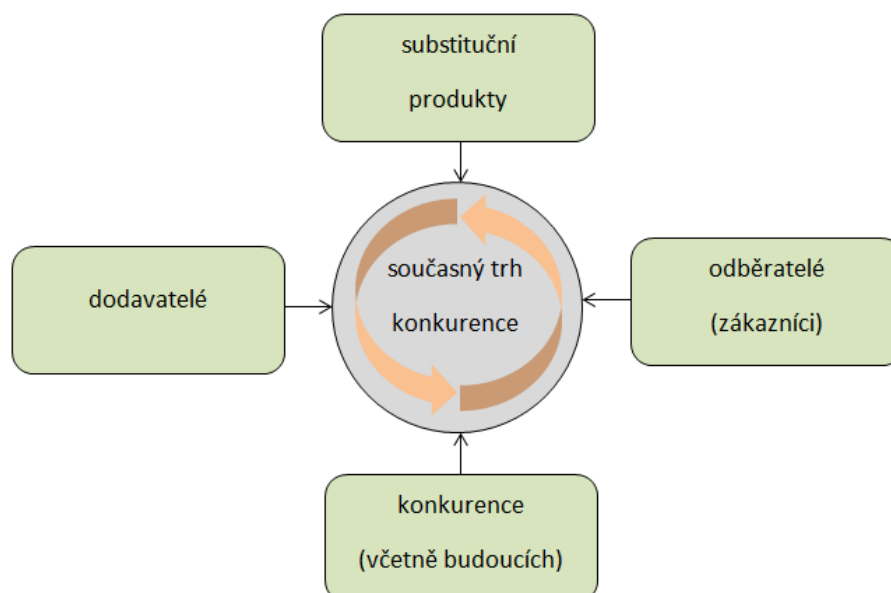 substituční
produkty
dodavatelé
současný trh
konkurence
odběratelé
(zákazníci)
konkurence
(včetně budoucích)